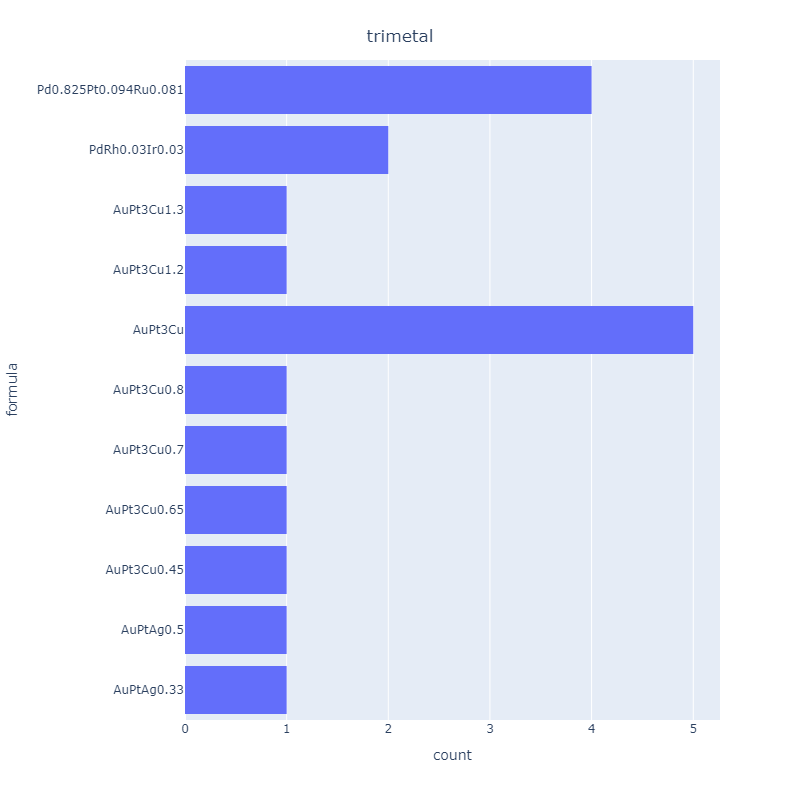 trimetal
Pd0.825Pt0.094Ru0.081
PdRh0.03Ir0.03
AuPt3Cu1.3
AuPt3Cu1.2
AuPt3Cu
AuPt3Cu0.8
AuPt3Cu0.7
AuPt3Cu0.65
AuPt3Cu0.45
AuPtAg0.5
AuPtAg0.33
formula
0 1 2 3 4 5
count